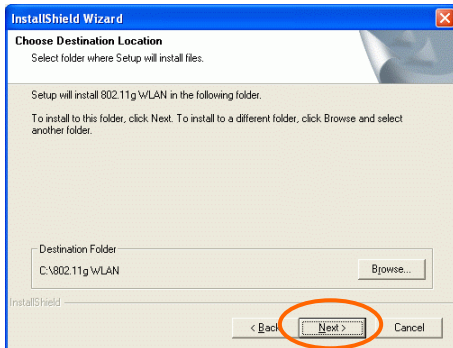 InstallShield Wizard
Choose Destination Location
Select folder where Setup will install files.
Setup will install 802.11g WLAN in the following folder.
To install to this folder, click Next. To install to a different folder, click Browse and select
another folder.
Destination Folder
C:\802.11g WLAN
Browse...
InstallShield
< Back
Next >
Cancel